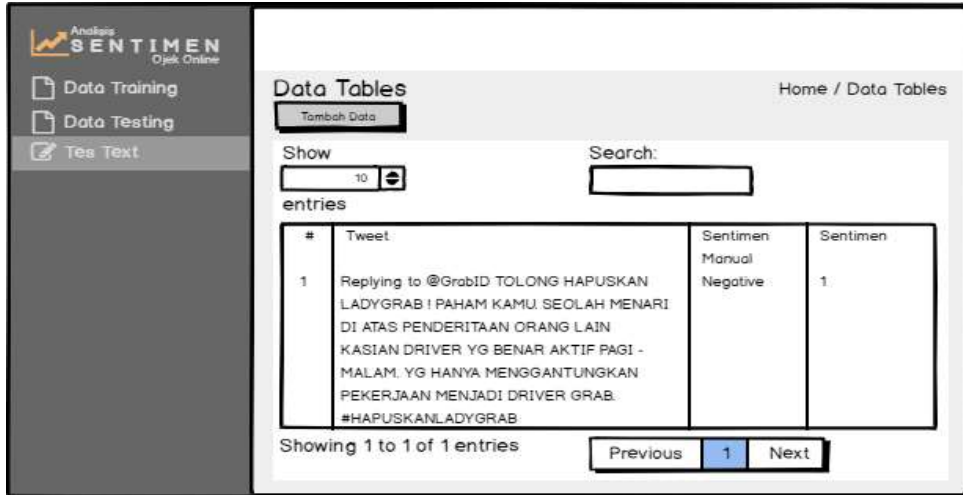 Analisis
SENTIMEN
Ojek Online
Data Training
Data Testing
Tes Text
Data Tables
Home / Data Tables
Tambah Data
Show
Search:
10
entries
# Tweet Sentimen Sentimen
Manual
1 Replying to @GrabID TOLONG HAPUSKAN Negative 1
LADYGRAB ! PAHAM KAMU. SEOLAH MENARI
DI ATAS PENDERITAAN ORANG LAIN
KASIAN DRIVER YG BENAR AKTIF PAGI -
MALAM. YG HANYA MENGGANTUNGKAN
PEKERJAAN MENJADI DRIVER GRAB.
#HAPUSKANLADYGRAB
Showing 1 to 1 of 1 entries
Previous 1 Next